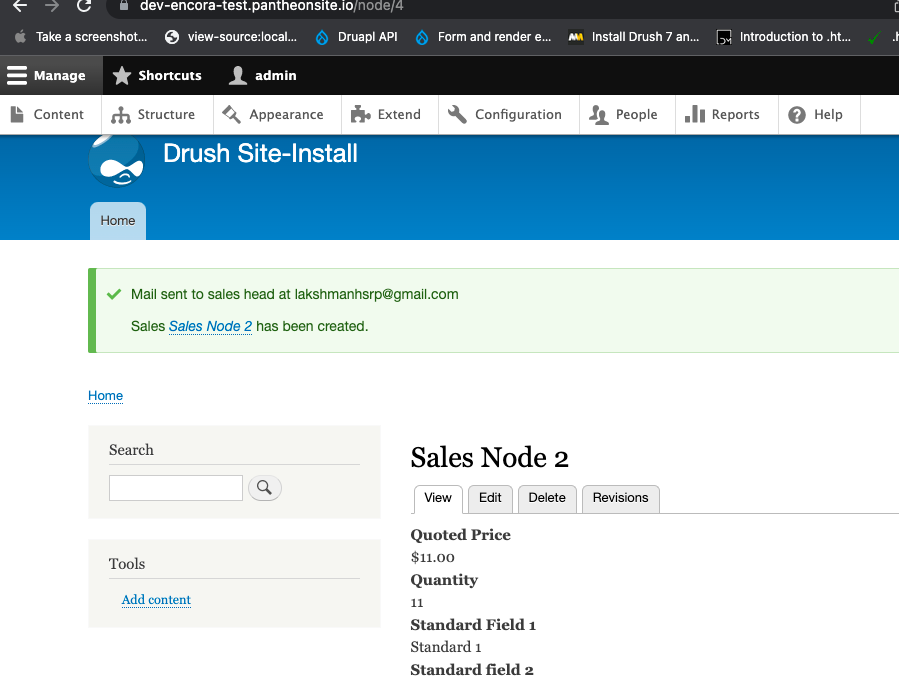 dev-encora-test.pantheonsite.io/node/4
Take a screenshot... view-source:local... Druapl API Form and render e... Install Drush 7 an... Introduction to .ht...
Manage Shortcuts admin
Content Structure Appearance Extend Configuration People Reports Help
Drush Site-Install
Home
Mail sent to sales head at lakshmanhsrp@gmail.com
Sales Sales Node 2 has been created.
Home
Search
Tools
Add content
Sales Node 2
View Edit Delete Revisions
Quoted Price
$11.00
Quantity
11
Standard Field 1
Standard 1
Standard field 2